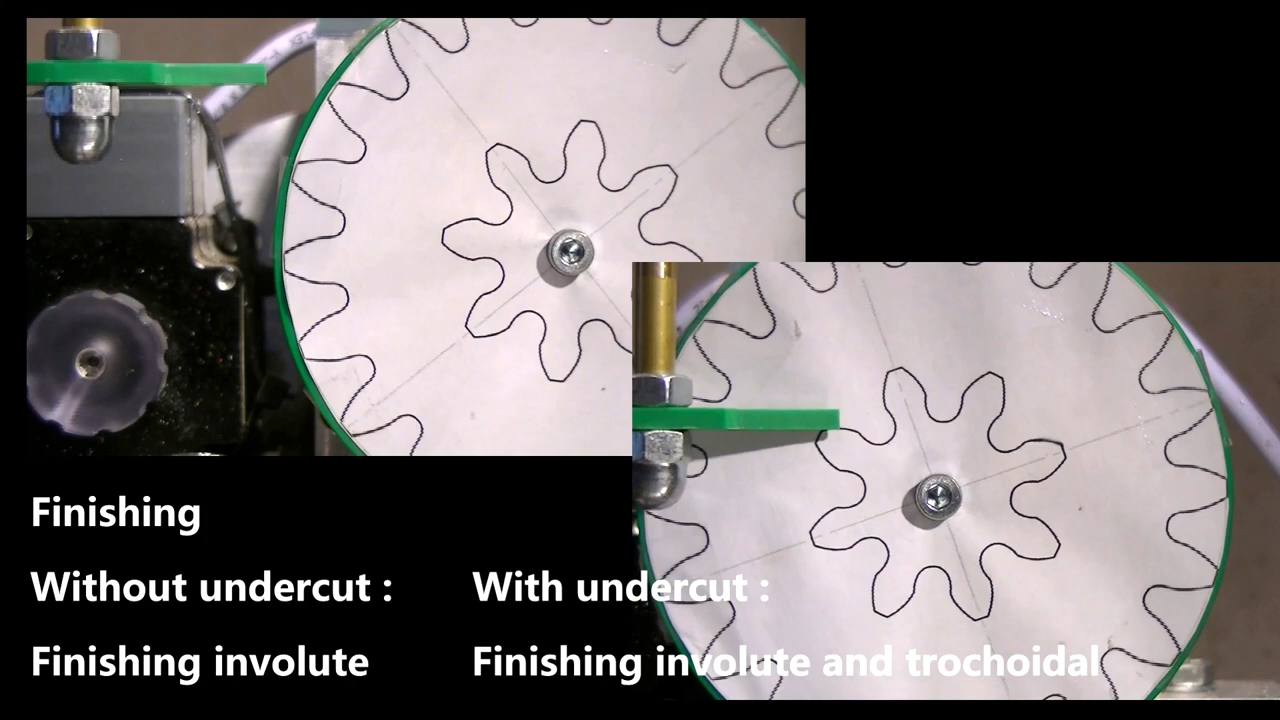 Finishing
Without undercut :
With undercut :
Finishing involute
Finishing involute and trochoidal